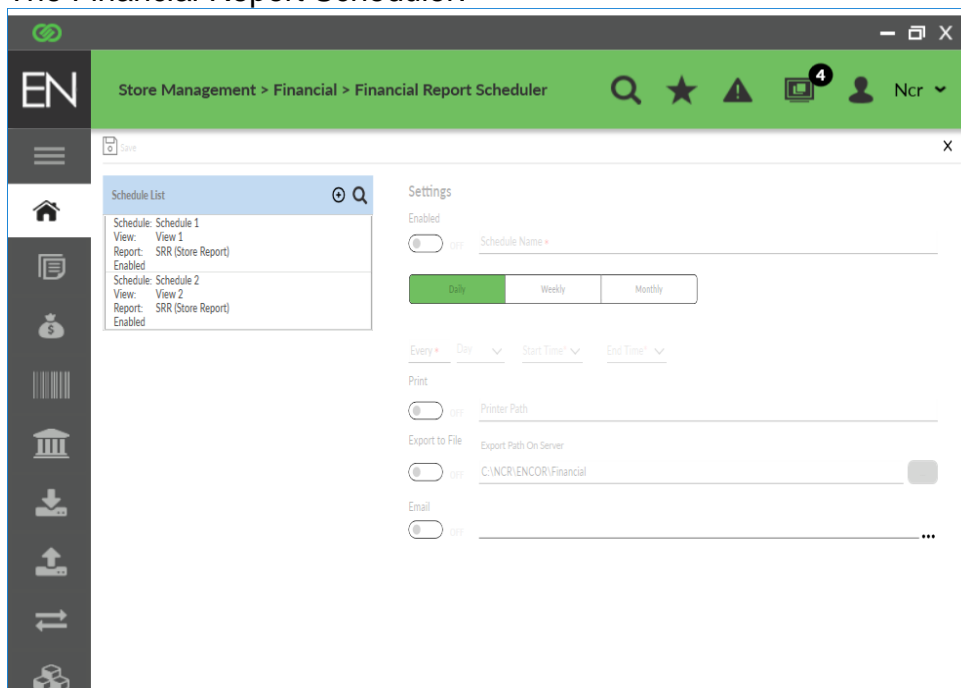 The Financial Report Scheduler.
EN
Store Management > Financial > Financial Report Scheduler
4
Ncr
Save
X
Schedule List
Schedule: Schedule 1
View: View 1
Report: SRR (Store Report)
Enabled
Schedule: Schedule 2
View: View 2
Report: SRR (Store Report)
Enabled
Settings
Enabled
OFF Schedule Name *
Daily Weekly Monthly
Every * Day Start Time* End Time*
Print
OFF Printer Path
Export to File Export Path On Server
OFF C:\NCR\ENCOR\Financial
...
Email
OFF
...